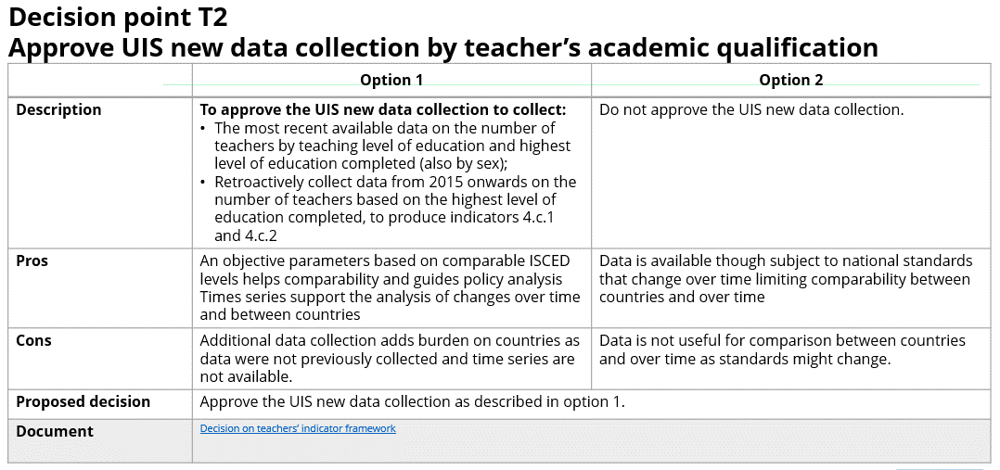 Decision point T2
Approve UIS new data collection by teacher’s academic qualification
Option 1
Option 2
Description
To approve the UIS new data collection to collect:
• The most recent available data on the number of
teachers by teaching level of education and highest
level of education completed (also by sex);
• Retroactively collect data from 2015 onwards on the
number of teachers based on the highest level of
education completed, to produce indicators 4.c.1
and 4.c.2
Do not approve the UIS new data collection.
Pros
An objective parameters based on comparable ISCED
levels helps comparability and guides policy analysis
Times series support the analysis of changes over time
and between countries
Data is available though subject to national standards
that change over time limiting comparability between
countries and over time
Cons
Additional data collection adds burden on countries as
data were not previously collected and time series are
not available.
Data is not useful for comparison between countries
and over time as standards might change.
Proposed decision
Approve the UIS new data collection as described in option 1.
Document
Decision on teachers’ indicator framework